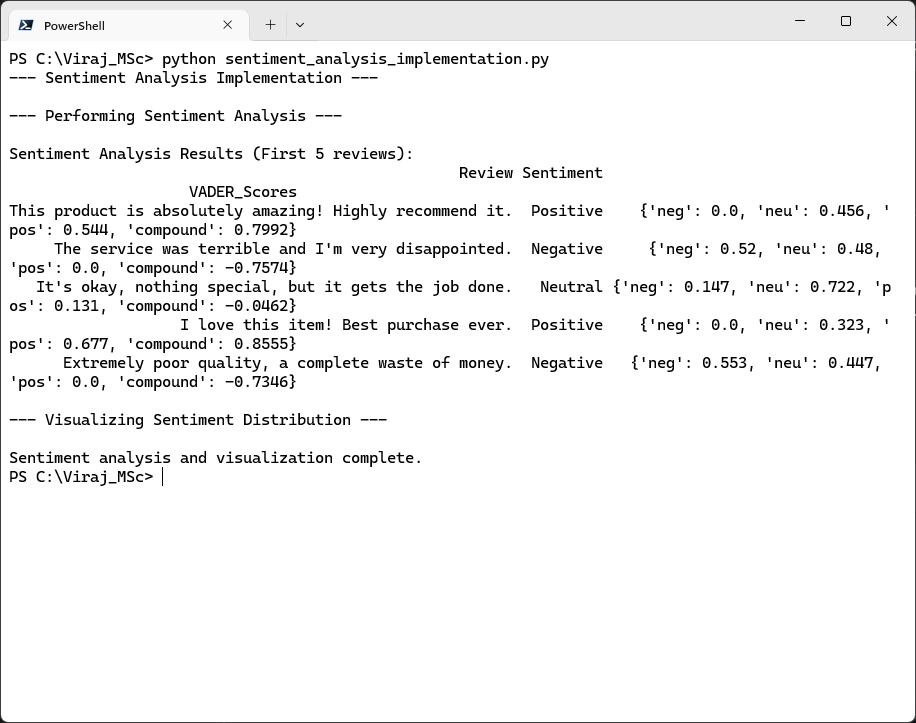 PowerShell
PS C:\Viraj_MSc> python sentiment_analysis_implementation.py
--- Sentiment Analysis Implementation ---
--- Performing Sentiment Analysis ---
Sentiment Analysis Results (First 5 reviews):
Review Sentiment
VADER_Scores
This product is absolutely amazing! Highly recommend it.  Positive    {'neg': 0.0, 'neu': 0.456, '
pos': 0.544, 'compound': 0.7992}
The service was terrible and I'm very disappointed.  Negative     {'neg': 0.52, 'neu': 0.48,
'pos': 0.0, 'compound': -0.7574}
It's okay, nothing special, but it gets the job done.   Neutral {'neg': 0.147, 'neu': 0.722, 'p
os': 0.131, 'compound': -0.0462}
I love this item! Best purchase ever.  Positive    {'neg': 0.0, 'neu': 0.323, '
pos': 0.677, 'compound': 0.8555}
Extremely poor quality, a complete waste of money.  Negative   {'neg': 0.553, 'neu': 0.447,
'pos': 0.0, 'compound': -0.7346}
--- Visualizing Sentiment Distribution ---
Sentiment analysis and visualization complete.
PS C:\Viraj_MSc>